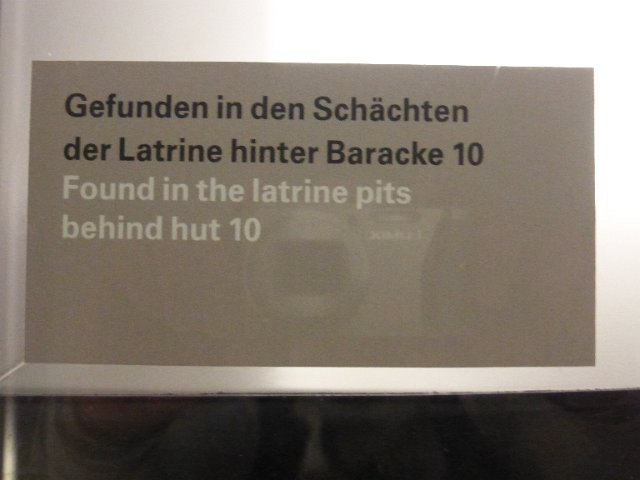 Gefunden in den Schächten
der Latrine hinter Baracke 10
Found in the latrine pits
behind hut 10